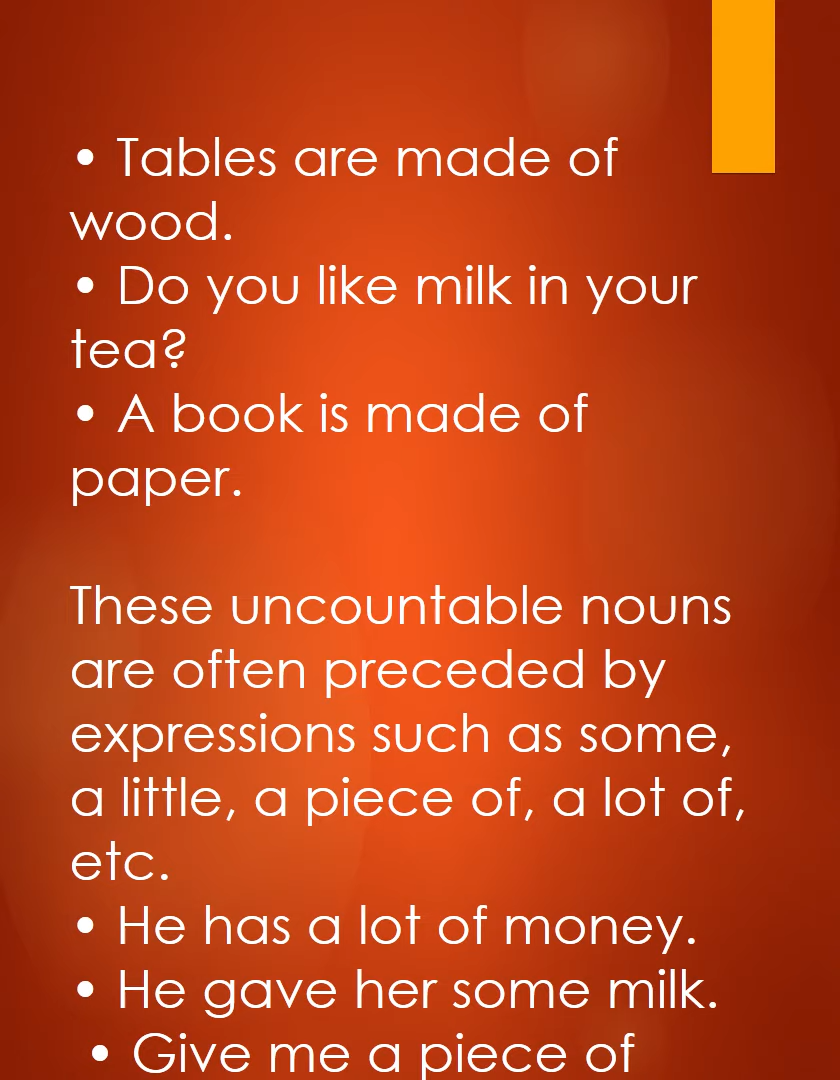 • Tables are made of
wood.
• Do you like milk in your
tea?
• A book is made of
paper.
These uncountable nouns
are often preceded by
expressions such as some,
a little, a piece of, a lot of,
etc.
• He has a lot of money.
• He gave her some milk.
• Give me a piece of